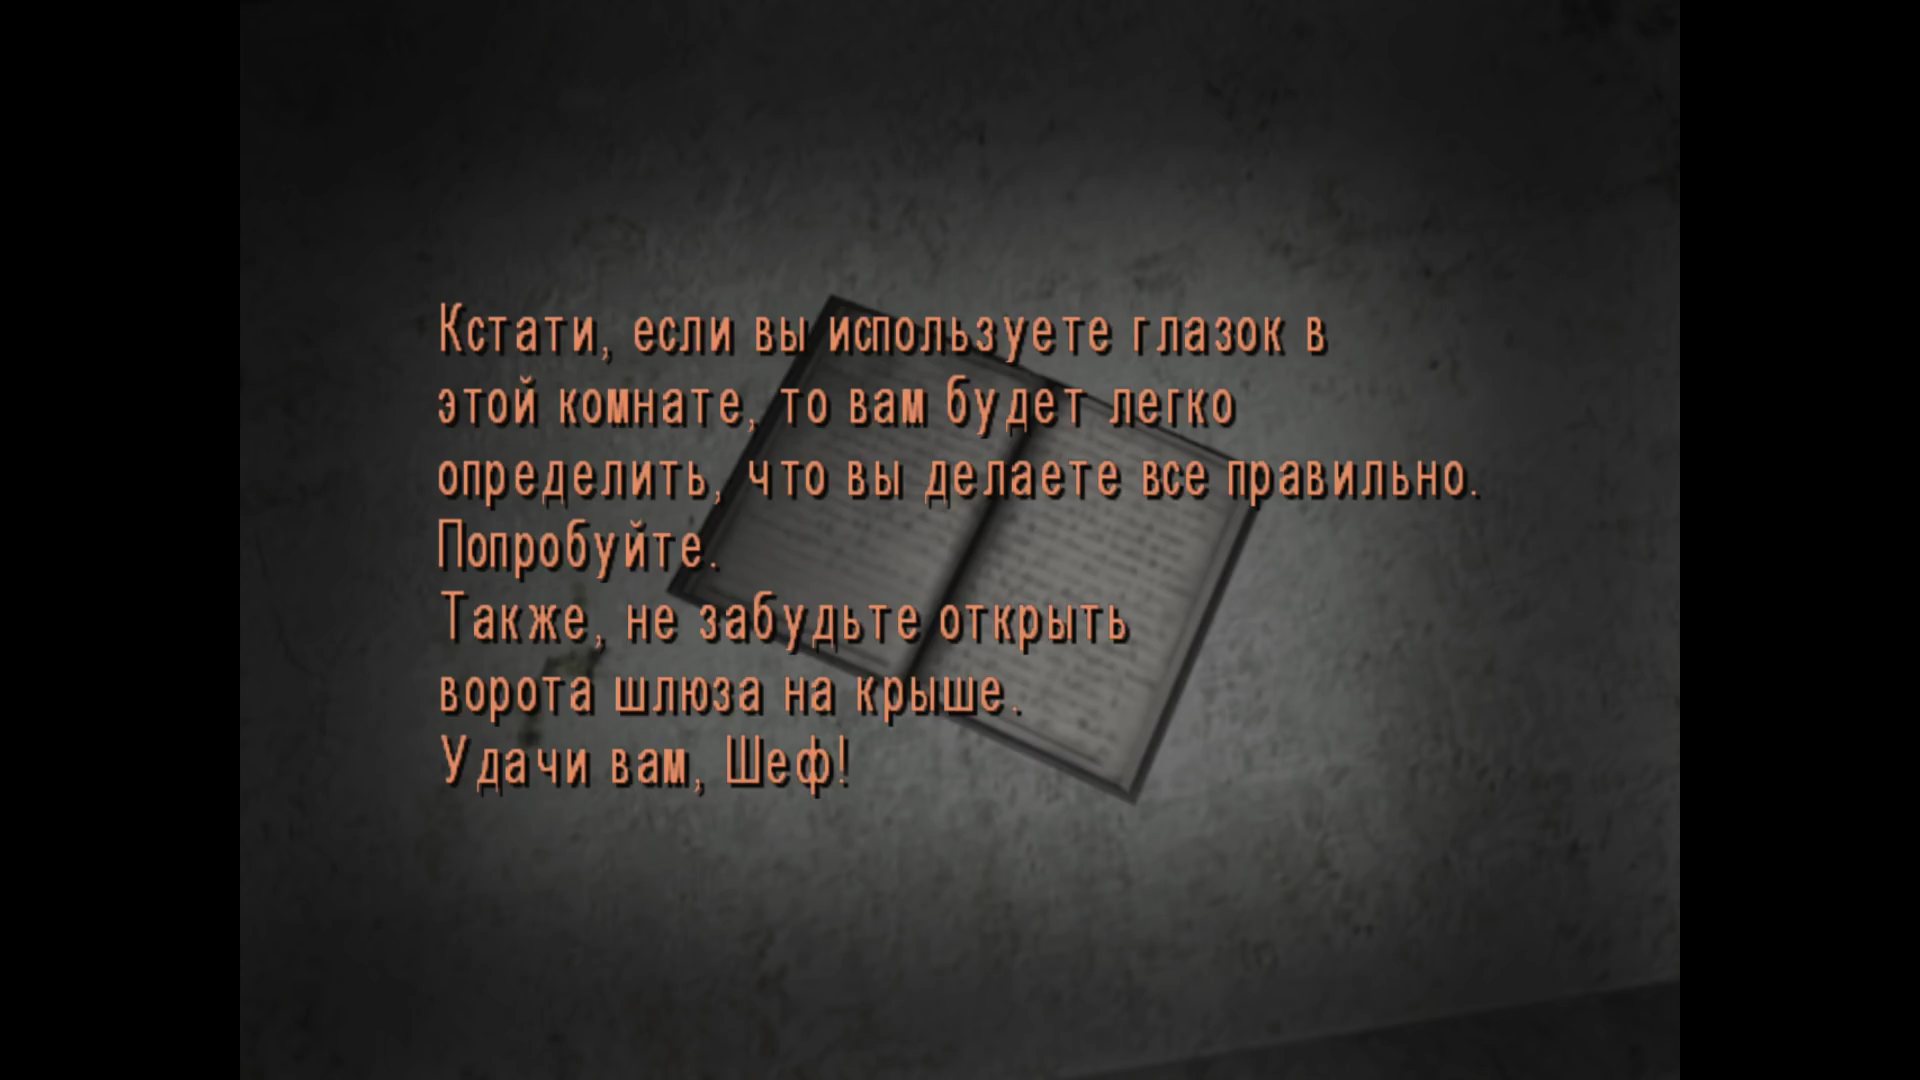 Кстати, если вы используете глазок в
этой комнате, то вам будет легко
определить, что вы делаете все правильно.
Попробуйте.
Также, не забудьте открыть
ворота шлюза на крыше.
Удачи вам, Шеф!